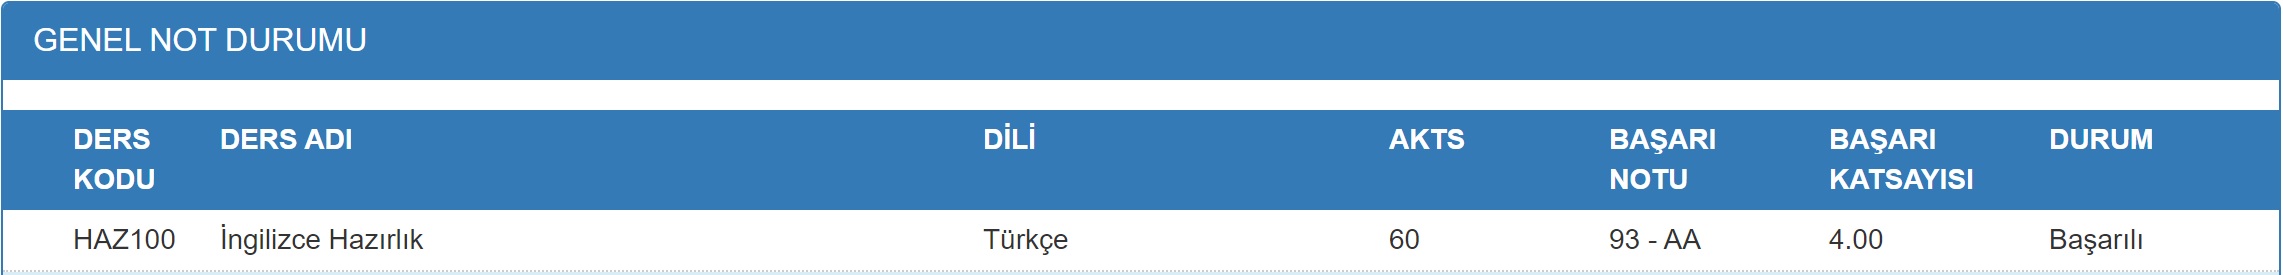 GENEL NOT DURUMU
DERS KODU DERS ADI DİLİ AKTS BAŞARI NOTU BAŞARI KATSAYISI DURUM
HAZ100 İngilizce Hazırlık Türkçe 60 93 - AA 4.00 Başarılı